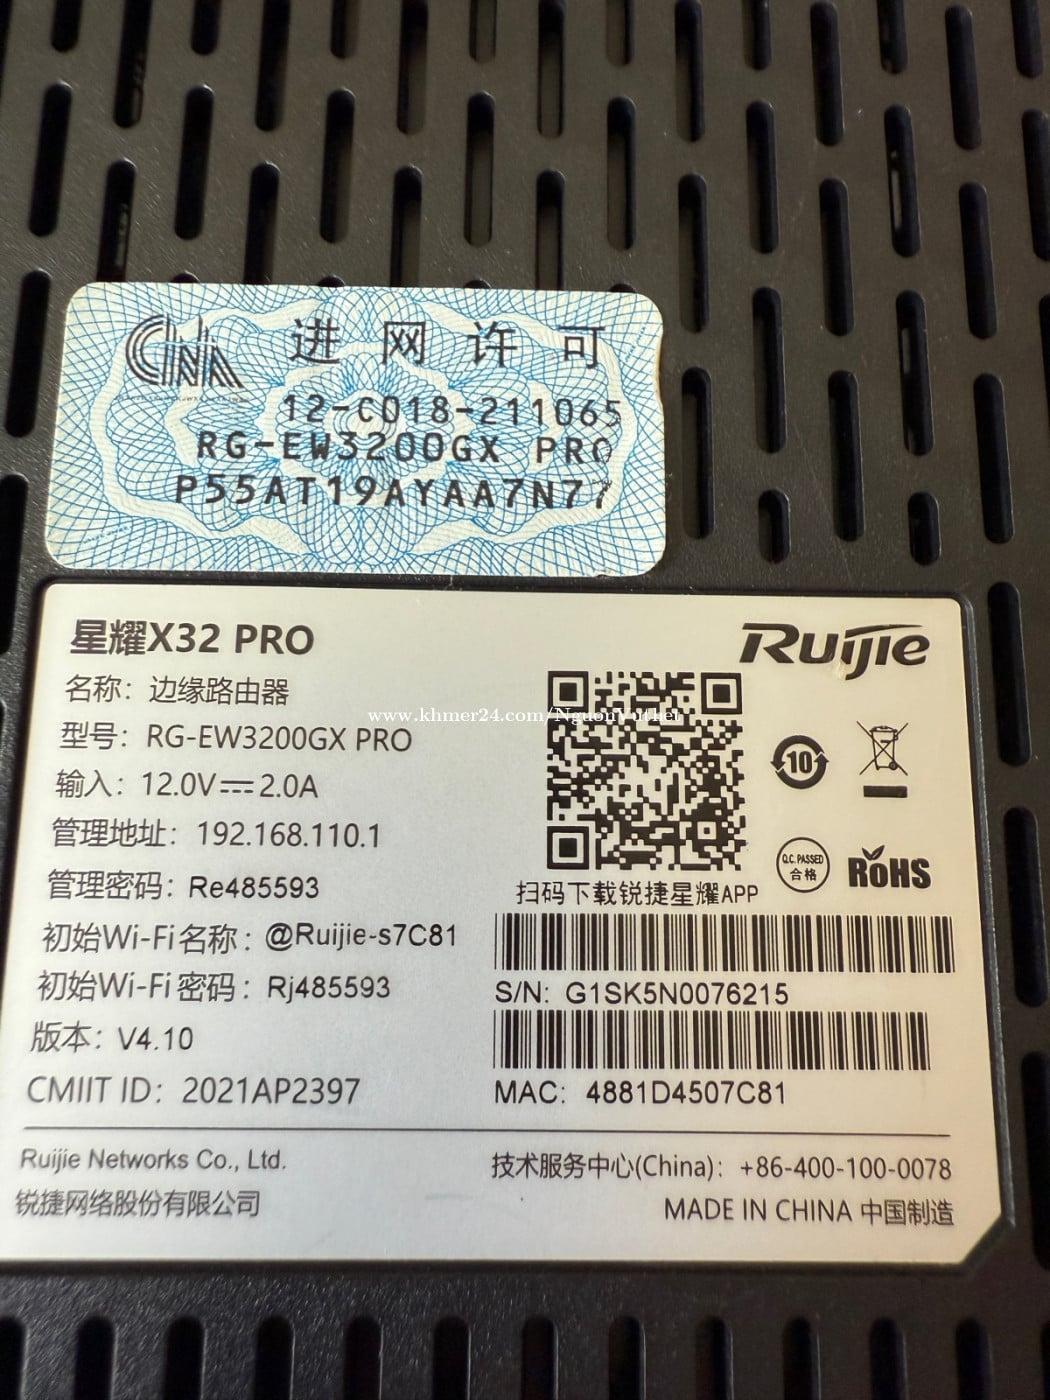 CNA 进网许可
12-C018-211065
RG-EW3200GX PRO
P55AT19AYAA7N77
星耀X32 PRO
Ruijie
名称：边缘路由器
www.khmer24.com/NguonVuthei
型号：RG-EW3200GX PRO
输入：12.0V⎓2.0A
10
管理地址：192.168.110.1
Q.C. PASSED
合格
RoHS
管理密码：Re485593
扫码下载锐捷星耀APP
初始Wi-Fi名称：@Ruijie-s7C81
初始Wi-Fi密码：Rj485593
S/N: G1SK5N0076215
版本：V4.10
CMIIT ID：2021AP2397
MAC: 4881D4507C81
Ruijie Networks Co., Ltd.
锐捷网络股份有限公司
技术服务中心(China)：+86-400-100-0078
MADE IN CHINA 中国制造